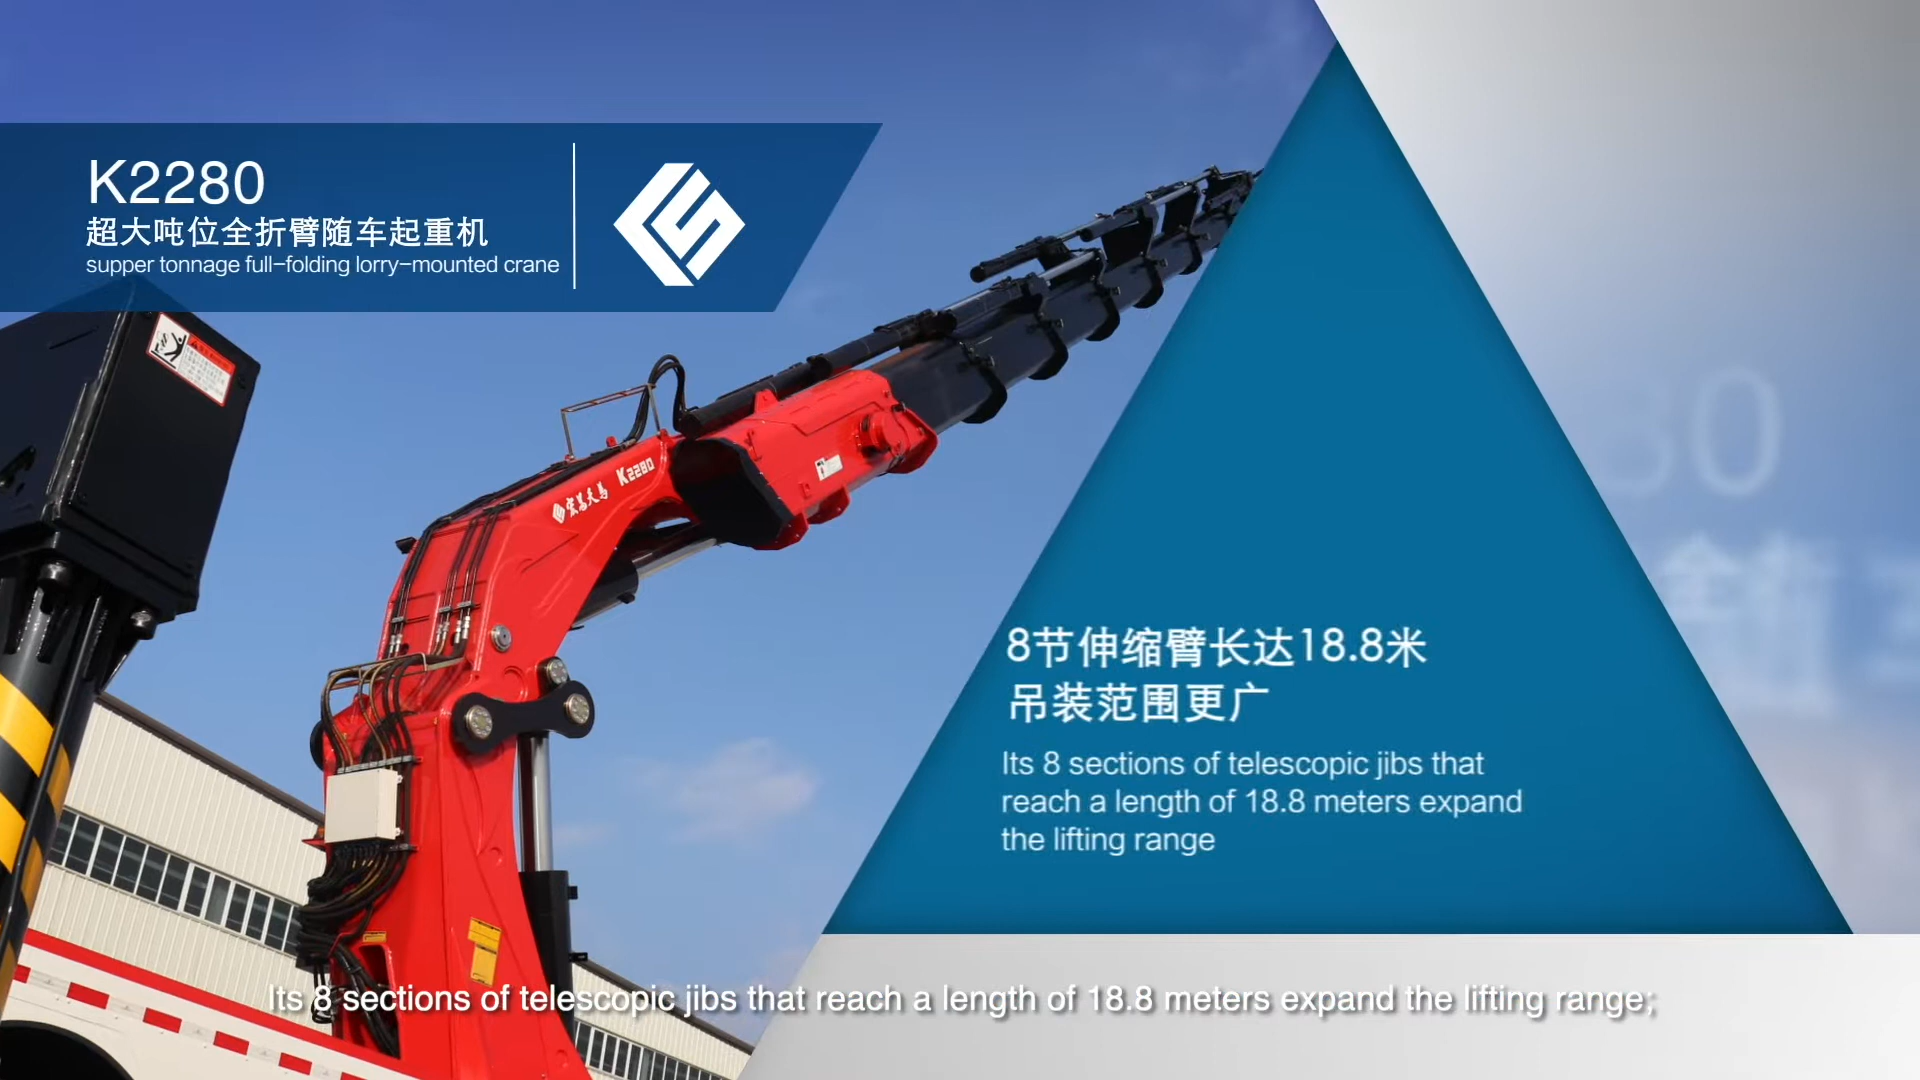 K2280
超大吨位全折臂随车起重机
supper tonnage full-folding lorry-mounted crane
K2280
8节伸缩臂长达18.8米
吊装范围更广
Its 8 sections of telescopic jibs that
reach a length of 18.8 meters expand
the lifting range
Its 8 sections of telescopic jibs that reach a length of 18.8 meters expand the lifting range;